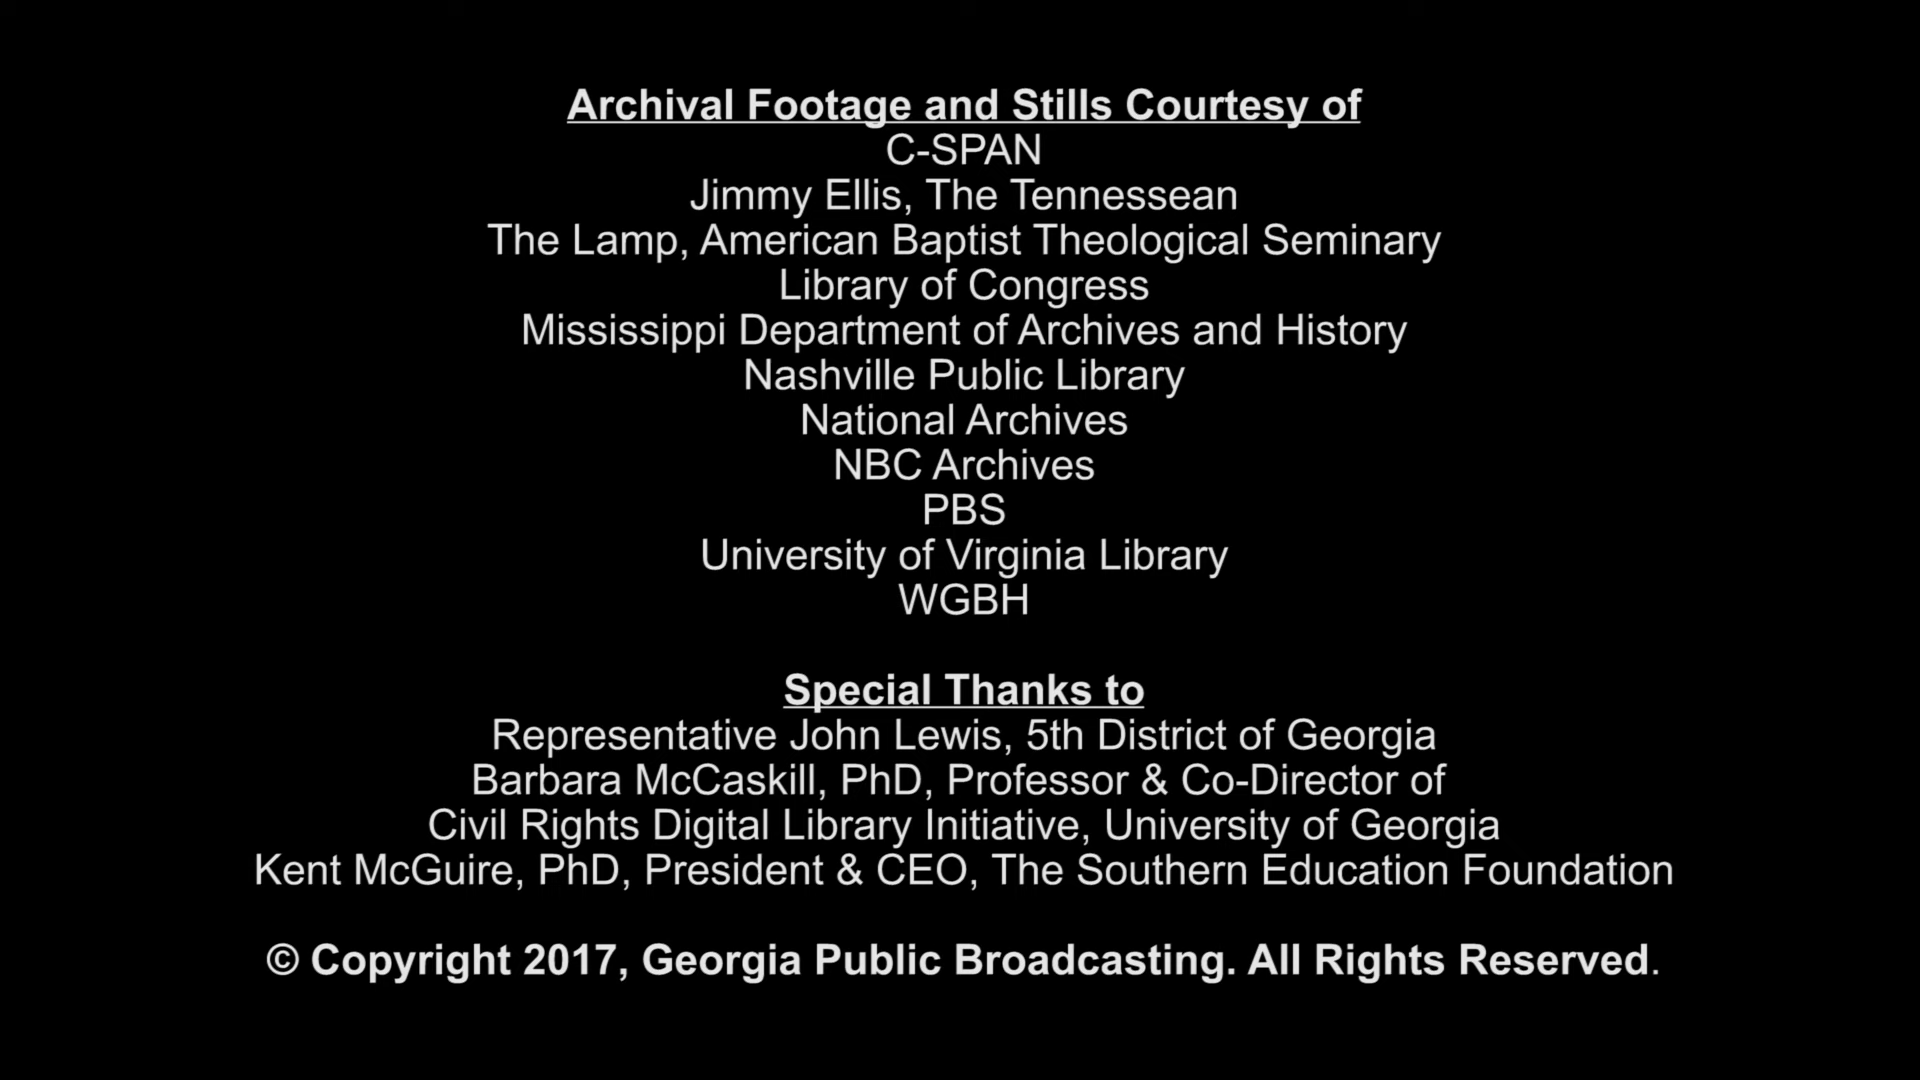 Archival Footage and Stills Courtesy of
C-SPAN
Jimmy Ellis, The Tennessean
The Lamp, American Baptist Theological Seminary
Library of Congress
Mississippi Department of Archives and History
Nashville Public Library
National Archives
NBC Archives
PBS
University of Virginia Library
WGBH
Special Thanks to
Representative John Lewis, 5th District of Georgia
Barbara McCaskill, PhD, Professor & Co-Director of
Civil Rights Digital Library Initiative, University of Georgia
Kent McGuire, PhD, President & CEO, The Southern Education Foundation
© Copyright 2017, Georgia Public Broadcasting. All Rights Reserved.